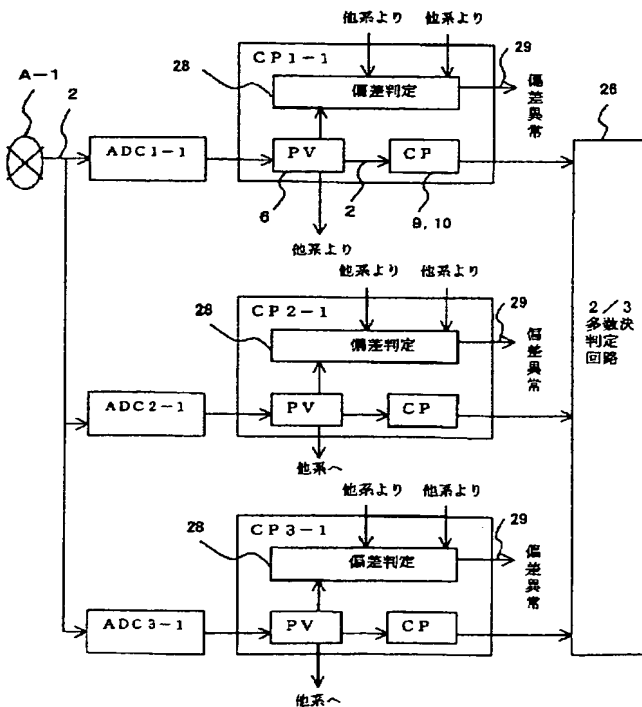 他系より 他系より
29
CP1-1
28
偏差判定
偏差異常
26
A-1
2
ADC1-1
PV
CP
6
2
9, 10
他系より
他系より 他系より
29
CP2-1
28
偏差判定
偏差異常
2/3
多数決
判定
回路
ADC2-1
PV
CP
他系へ
他系より 他系より
29
CP3-1
28
偏差判定
偏差異常
ADC3-1
PV
CP
他系へ